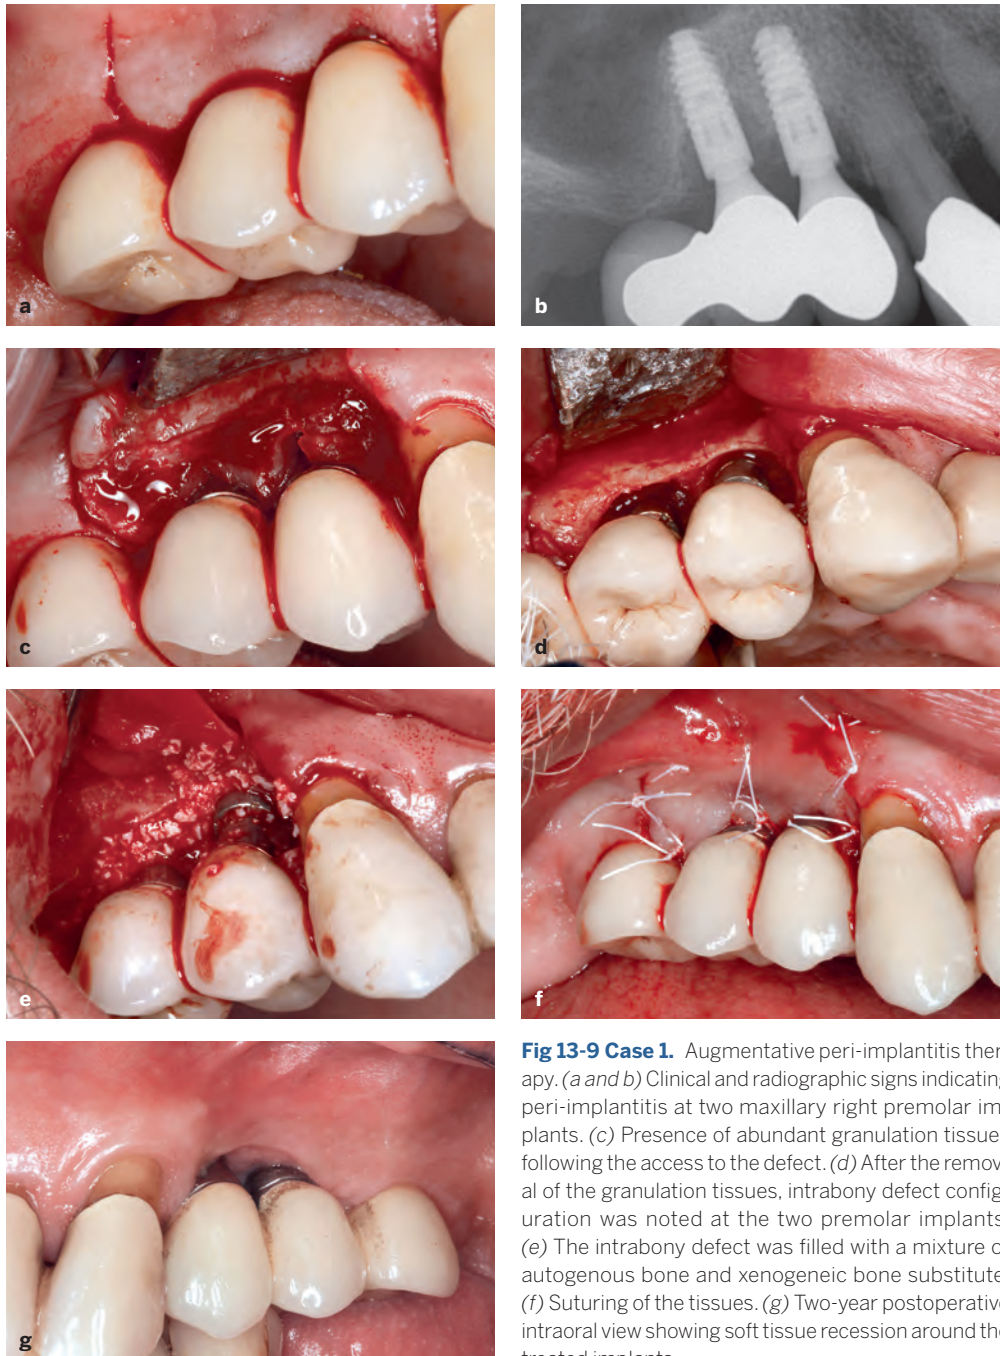 a
b
c
d
e
f
g
Fig 13-9 Case 1. Augmentative peri-implantitis ther
apy. (a and b) Clinical and radiographic signs indicating
peri-implantitis at two maxillary right premolar im
plants. (c) Presence of abundant granulation tissue
following the access to the defect. (d) After the remov
al of the granulation tissues, intrabony defect config
uration was noted at the two premolar implants
(e) The intrabony defect was filled with a mixture o
autogenous bone and xenogeneic bone substitute
(f) Suturing of the tissues. (g) Two-year postoperative
intraoral view showing soft tissue recession around the
treated implants